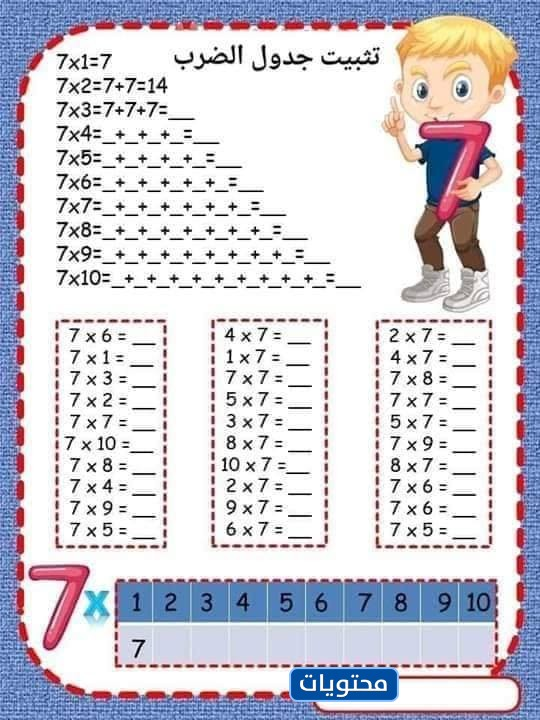 تثبيت جدول الضرب
7x1=7
7x2=7+7=14
7x3=7+7+7=__
7x4=_+_+_+_=__
7x5=_+_+_+_+_=__
7x6=_+_+_+_+_+_=__
7x7=_+_+_+_+_+_+_=__
7x8=_+_+_+_+_+_+_+_=__
7x9=_+_+_+_+_+_+_+_+_=__
7x10=_+_+_+_+_+_+_+_+_+_=__
7
7 x 6 = __
7 x 1 = __
7 x 3 = __
7 x 2 = __
7 x 7 = __
7 x 10 =__
7 x 8 = __
7 x 4 = __
7 x 9 = __
7 x 5 = __
4 x 7 = __
1 x 7 = __
7 x 7 = __
5 x 7 = __
3 x 7 = __
8 x 7 = __
10 x 7 =__
2 x 7 = __
9 x 7 = __
6 x 7 = __
2 x 7 = __
4 x 7 = __
7 x 8 = __
7 x 7 = __
5 x 7 = __
7 x 9 = __
8 x 7 = __
7 x 6 = __
7 x 6 = __
7 x 5 = __
7 x 1 2 3 4 5 6 7 8 9 10
7
محتويات